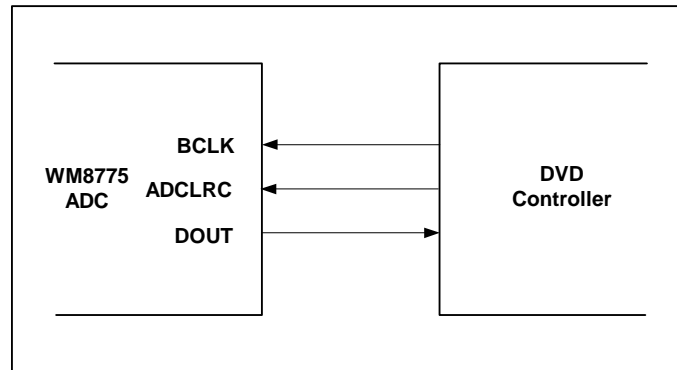 BCLK
WM8775
ADC
ADCLRC
DOUT
DVD
Controller